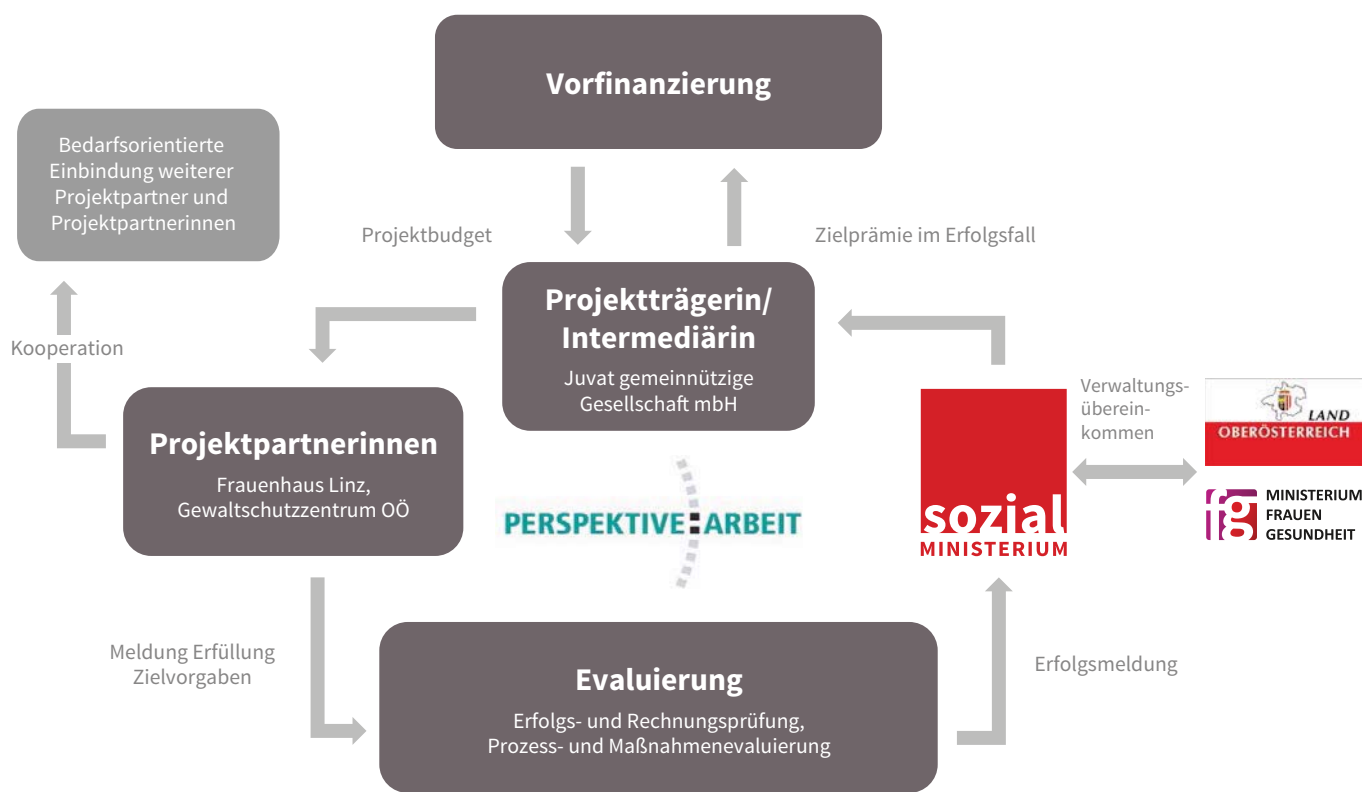 Vorfinanzierung
Bedarfsorientierte
Einbindung weiterer
Projektpartner und
Projektpartnerinnen
Projektbudget
Zielprämie im Erfolgsfall
Projektträgerin/
Intermediärin
Juvat gemeinnützige
Gesellschaft mbH
Kooperation
Projektpartnerinnen
Frauenhaus Linz,
Gewaltschutzzentrum OÖ
PERSPEKTIVE:ARBEIT
sozial
MINISTERIUM
Verwaltungs-
überein-
kommen
LAND
OBERÖSTERREICH
fg
MINISTERIUM
FRAUEN
GESUNDHEIT
Meldung Erfüllung
Zielvorgaben
Evaluierung
Erfolgs- und Rechnungsprüfung,
Prozess- und Maßnahmenevaluierung
Erfolgsmeldung